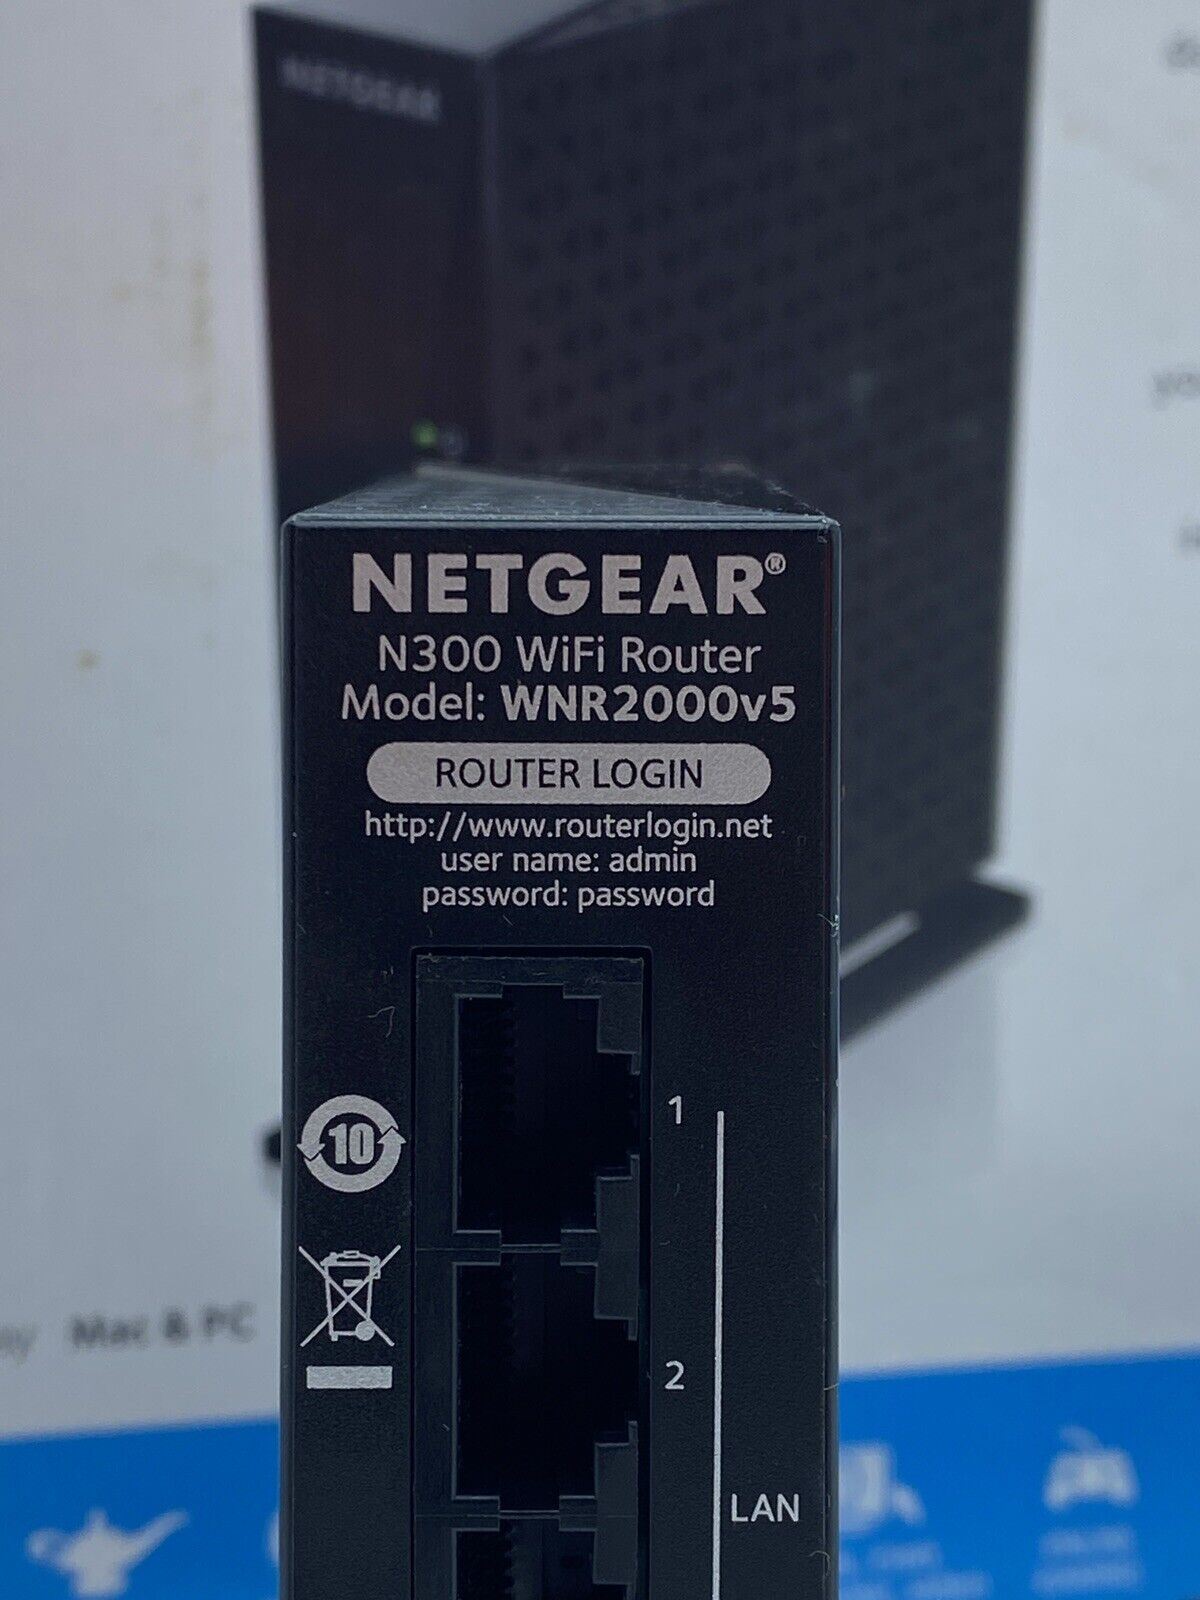 NETGEAR
NETGEAR®
N300 WiFi Router
Model: WNR2000v5
ROUTER LOGIN
http://www.routerlogin.net
user name: admin
password: password
1
10
2
LAN
Mac & PC